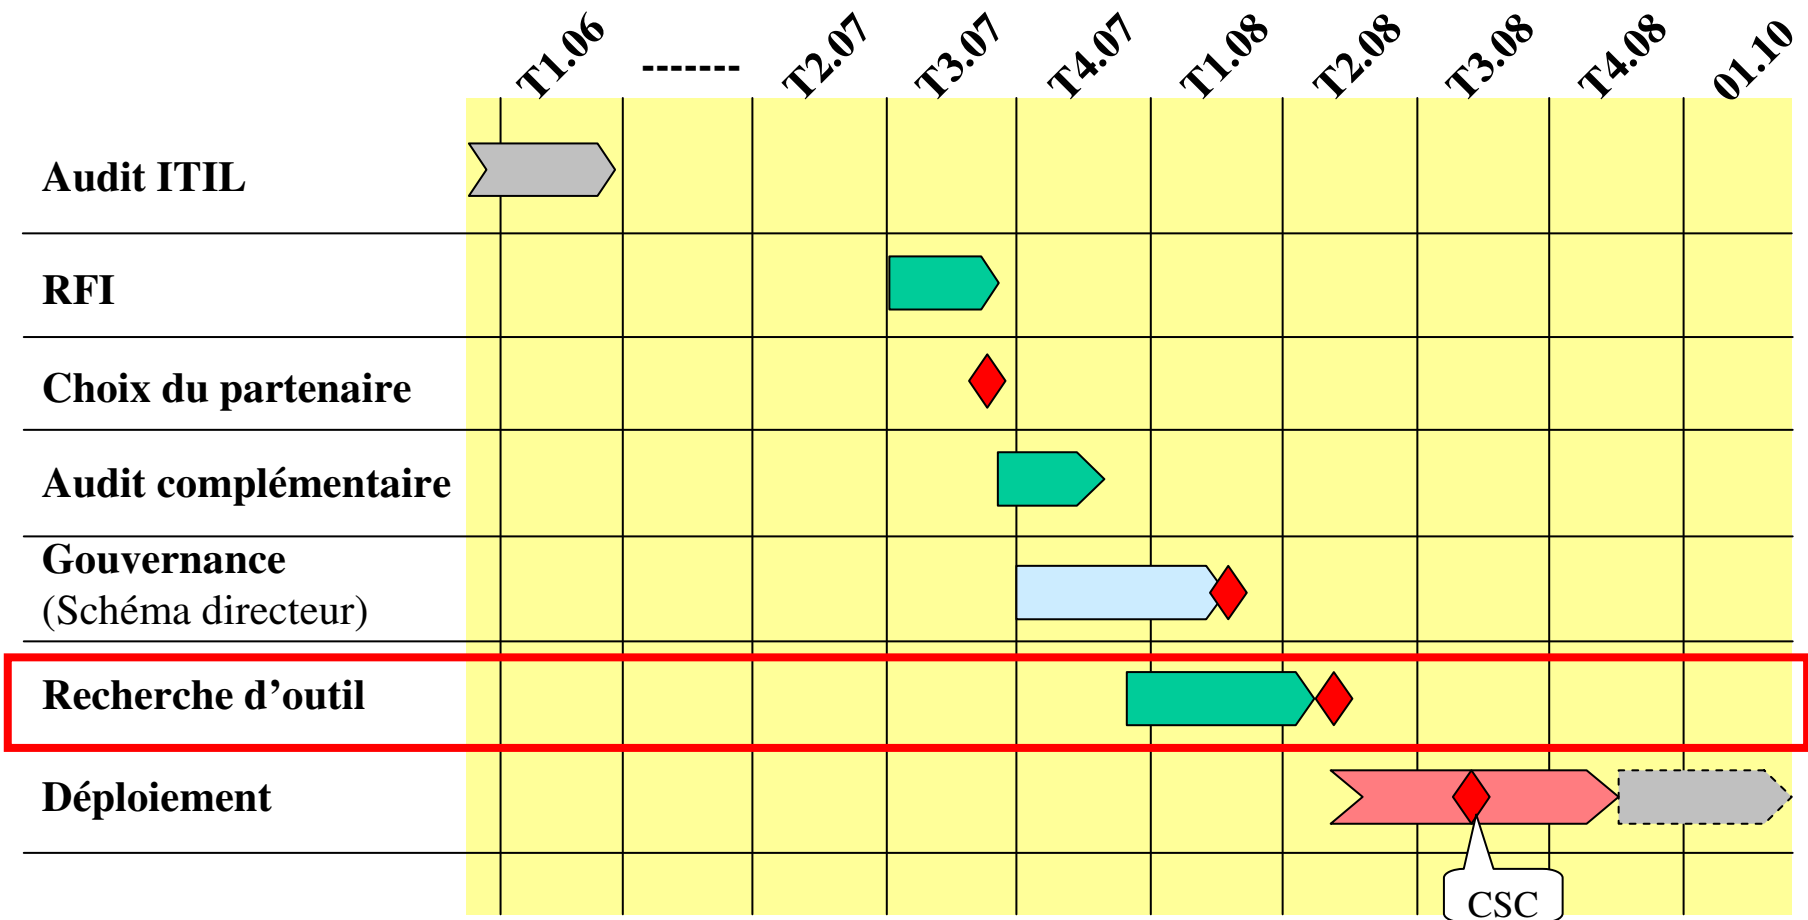 T1.06
--------
T2.07
T3.07
T4.07
T1.08
T2.08
T3.08
T4.08
01.10
Audit ITIL
RFI
Choix du partenaire
Audit complémentaire
Gouvernance
(Schéma directeur)
Recherche d’outil
Déploiement
CSC